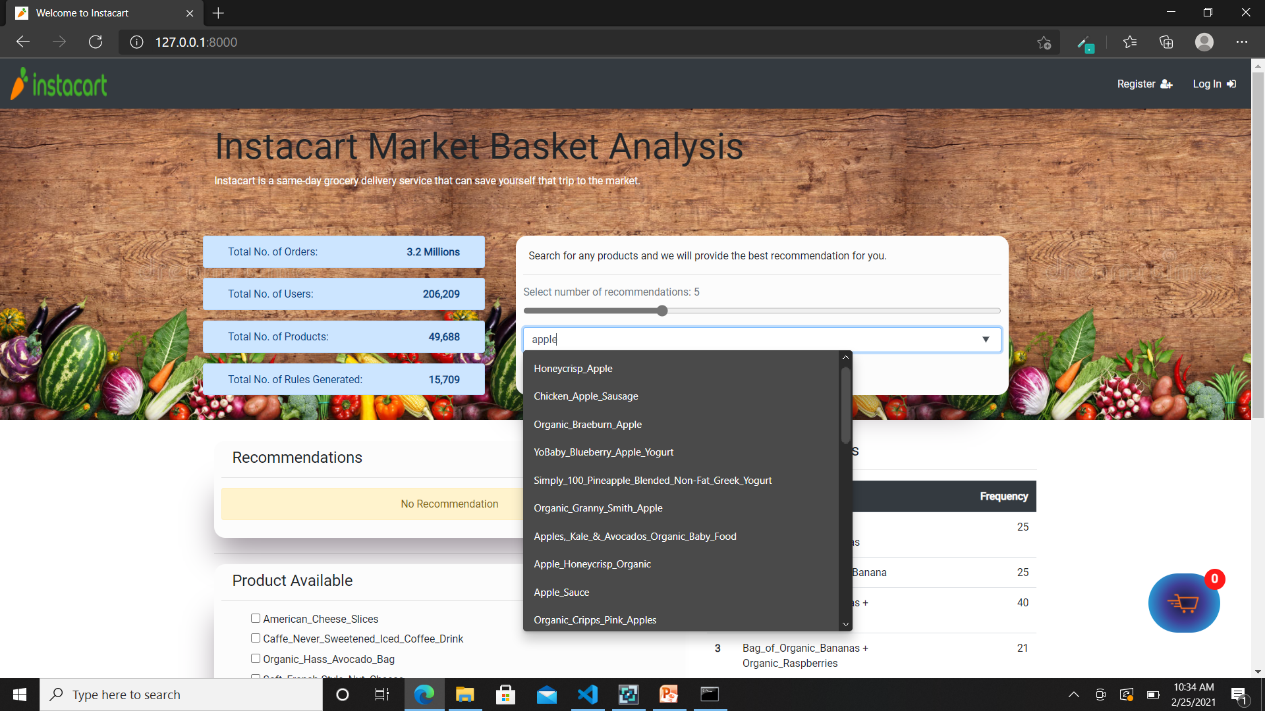 Welcome to Instacart
127.0.0.1:8000
instacart
Register
Log In
Instacart Market Basket Analysis
Instacart is a same-day grocery delivery service that can save yourself that trip to the market.
Total No. of Orders: 3.2 Millions
Total No. of Users: 206,209
Total No. of Products: 49,688
Total No. of Rules Generated: 15,709
Search for any products and we will provide the best recommendation for you.
Select number of recommendations: 5
apple
Honeycrisp_Apple
Chicken_Apple_Sausage
Organic_Braeburn_Apple
YoBaby_Blueberry_Apple_Yogurt
Simply_100_Pineapple_Blended_Non-Fat_Greek_Yogurt
Organic_Granny_Smith_Apple
Apples,_Kale_&_Avocados_Organic_Baby_Food
Apple_Honeycrisp_Organic
Apple_Sauce
Organic_Cripps_Pink_Apples
Recommendations
No Recommendation
Product Available
American_Cheese_Slices
Caffe_Never_Sweetened_Iced_Coffee_Drink
Organic_Hass_Avocado_Bag
s
Frequency
25
as
Banana 25
as + 40
3 Bag_of_Organic_Bananas + 21
Organic_Raspberries
0
Type here to search
10:34 AM
2/25/2021
1